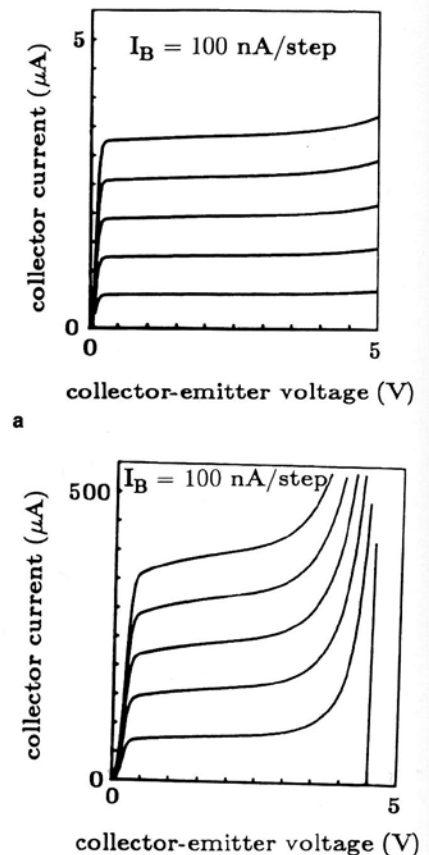 5
I_B = 100 nA/step
collector current (μA)
0
0
5
collector-emitter voltage (V)
a
I_B = 100 nA/step
500
collector current (μA)
0
0
5
collector-emitter voltage (V)